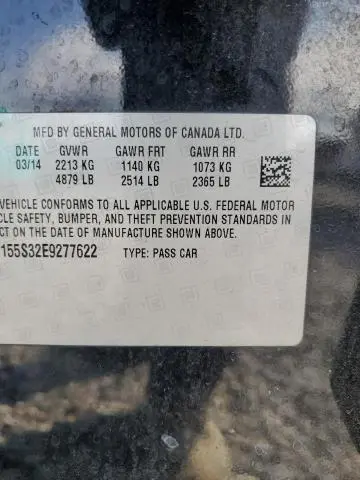 MFD BY GENERAL MOTORS OF CANADA LTD.
DATE GVWR GAWR FRT GAWR RR
03/14 2213 KG 1140 KG 1073 KG
4879 LB 2514 LB 2365 LB
VEHICLE CONFORMS TO ALL APPLICABLE U.S. FEDERAL MOTOR
CLE SAFETY, BUMPER, AND THEFT PREVENTION STANDARDS IN
CT ON THE DATE OF MANUFACTURE SHOWN ABOVE.
155S32E9277622 TYPE: PASS CAR